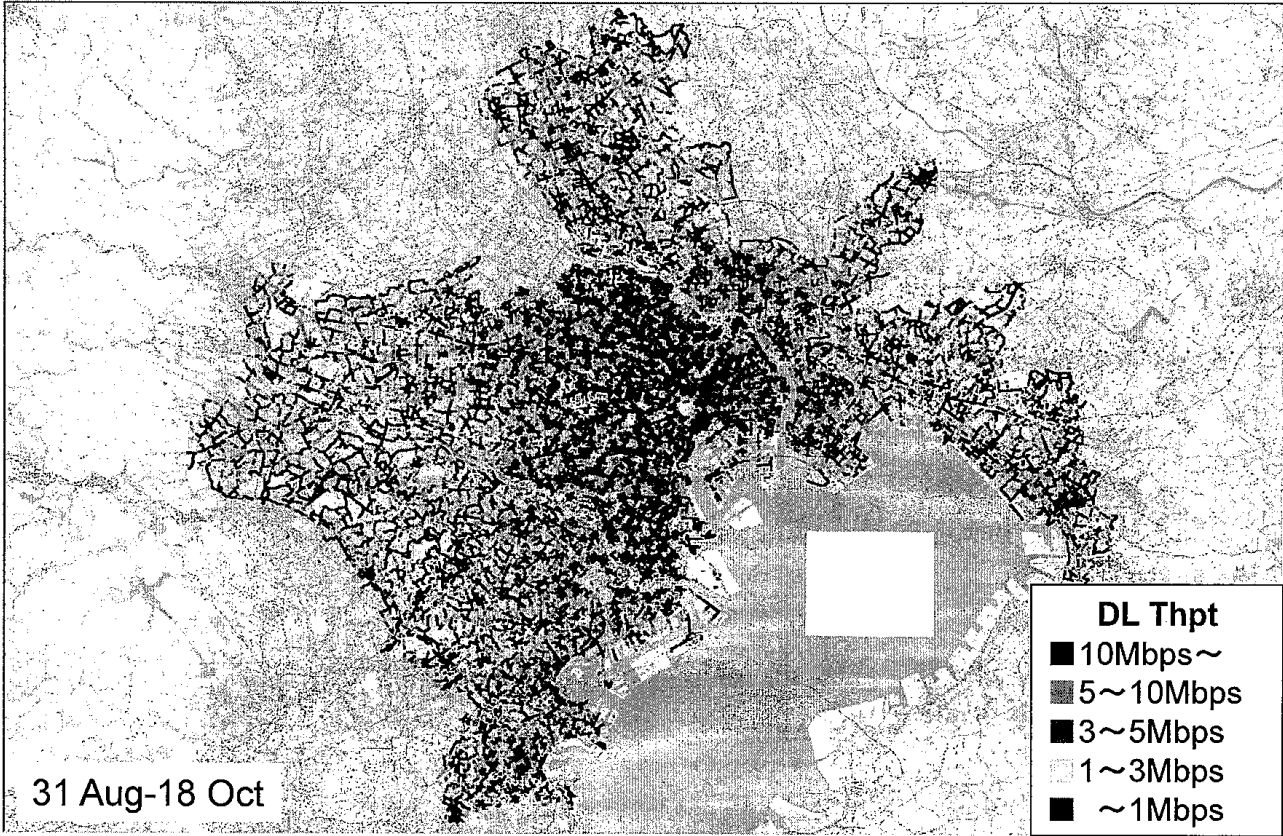 DL Thpt
10Mbps～
5～10Mbps
3～5Mbps
1～3Mbps
～1Mbps
31 Aug-18 Oct